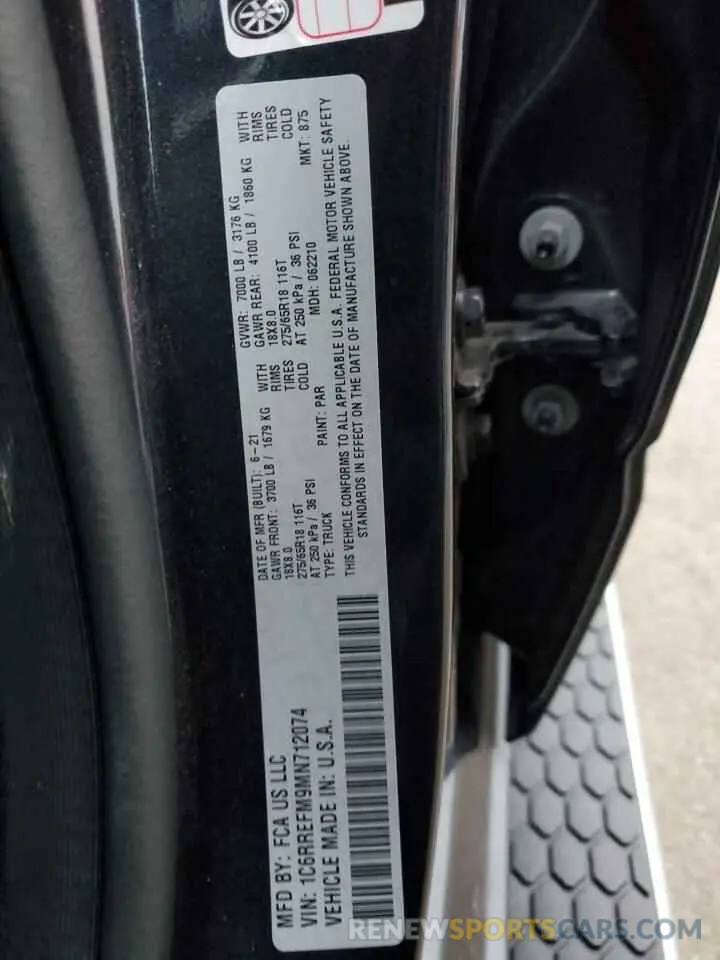 MFD BY: FCA US LLC
VIN: 1C6RREFM9MN712074
VEHICLE MADE IN: U.S.A.
DATE OF MFR (BUILT): 6-21 GVWR: 7000 LB / 3176 KG
GAWR FRONT: 3700 LB / 1679 KG WITH GAWR REAR: 4100 LB / 1860 KG WITH
18X8.0 RIMS 18X8.0 RIMS
275/65R18 116T TIRES 275/65R18 116T TIRES
AT 250 kPa / 36 PSI COLD AT 250 kPa / 36 PSI COLD
TYPE: TRUCK PAINT: PAR MDH: 062210 MKT: 875
THIS VEHICLE CONFORMS TO ALL APPLICABLE U.S.A. FEDERAL MOTOR VEHICLE SAFETY
STANDARDS IN EFFECT ON THE DATE OF MANUFACTURE SHOWN ABOVE.
RENEWSPORTSCARS.COM